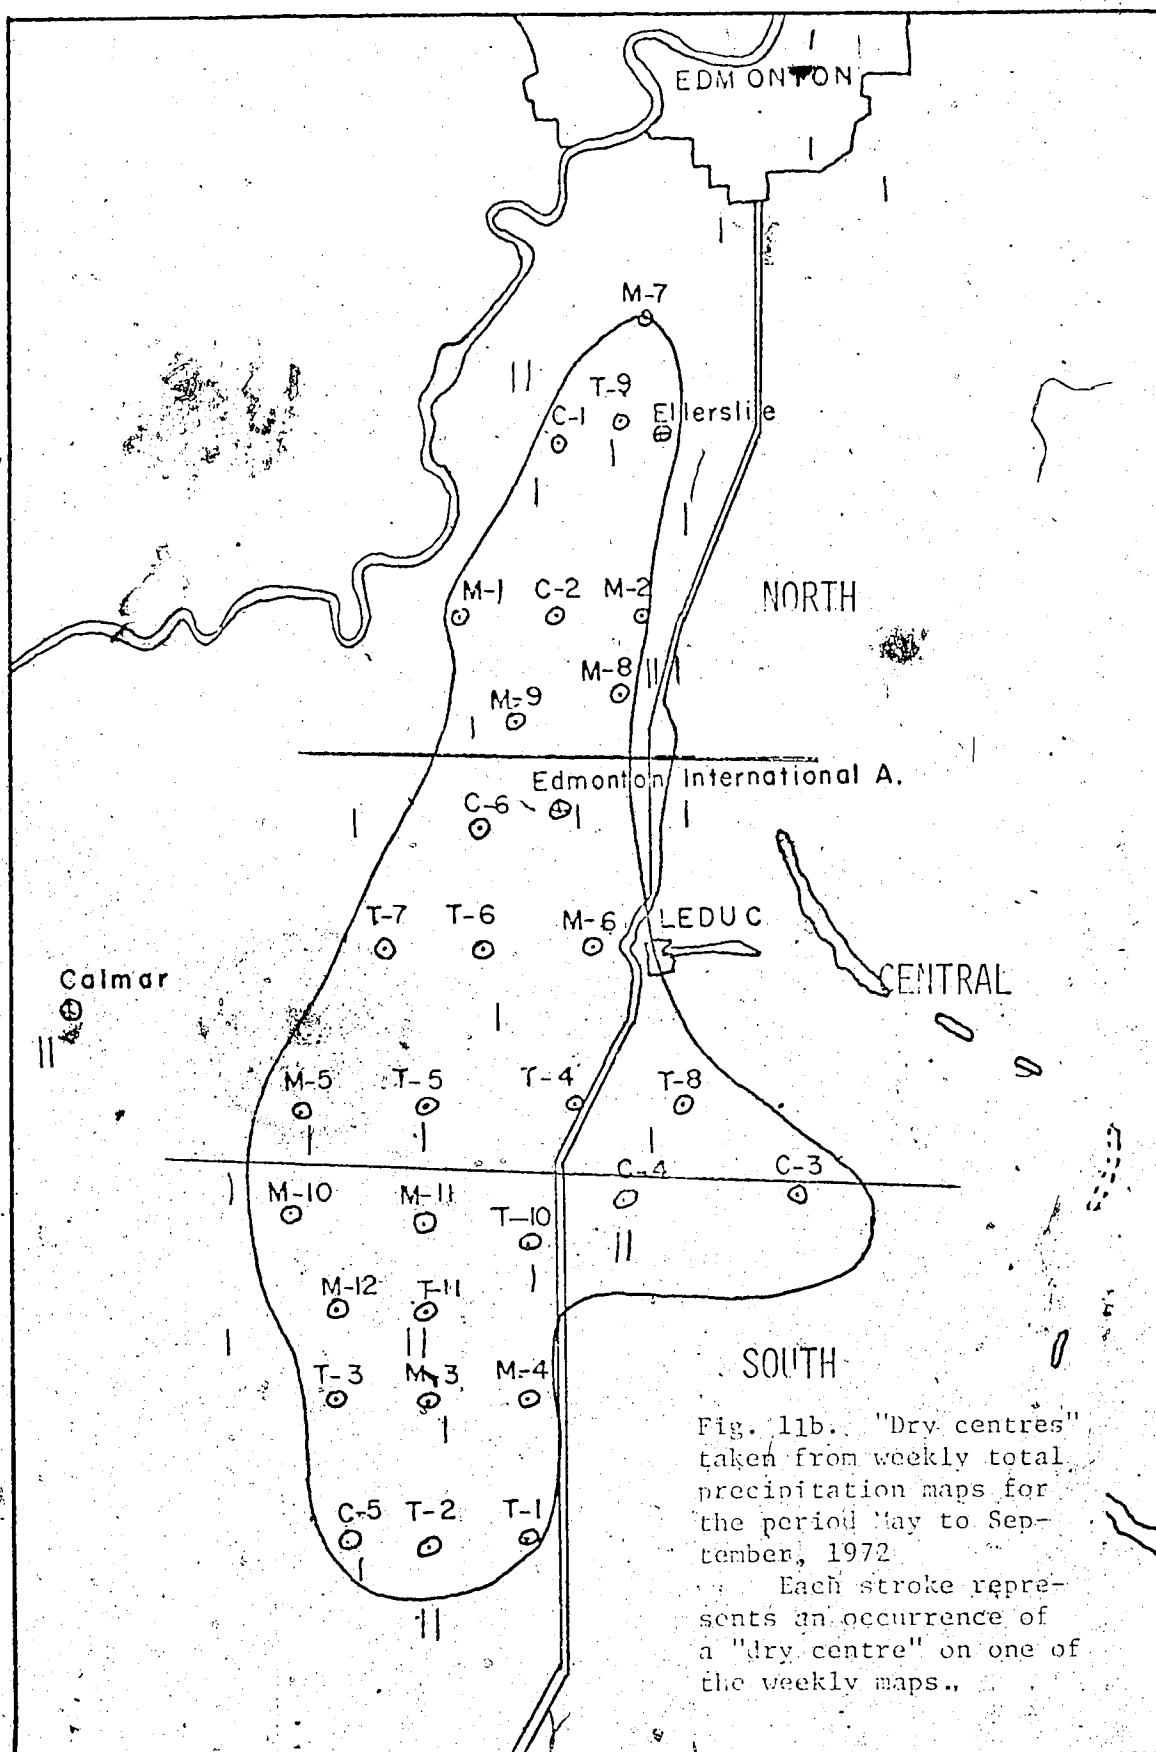 EDMONTON
M-7
T-9
C-1
Ellerslie
M-1 C-2 M-2
NORTH
M-8
M-9
Edmonton International A.
C-6
T-7 T-6 M-6 LEDUC
Calmar
CENTRAL
M-5 T-5 T-4 T-8
C-4 C-3
M-10 M-11
T-10
M-12 T-11
SOUTH
T-3 M-3 M-4
Fig. 11b. "Dry centres"
taken from weekly total
precipitation maps for
the period May to Sep-
tember, 1972
C-5 T-2 T-1
Each stroke repre-
sents an occurrence of
a "dry centre" on one of
the weekly maps.